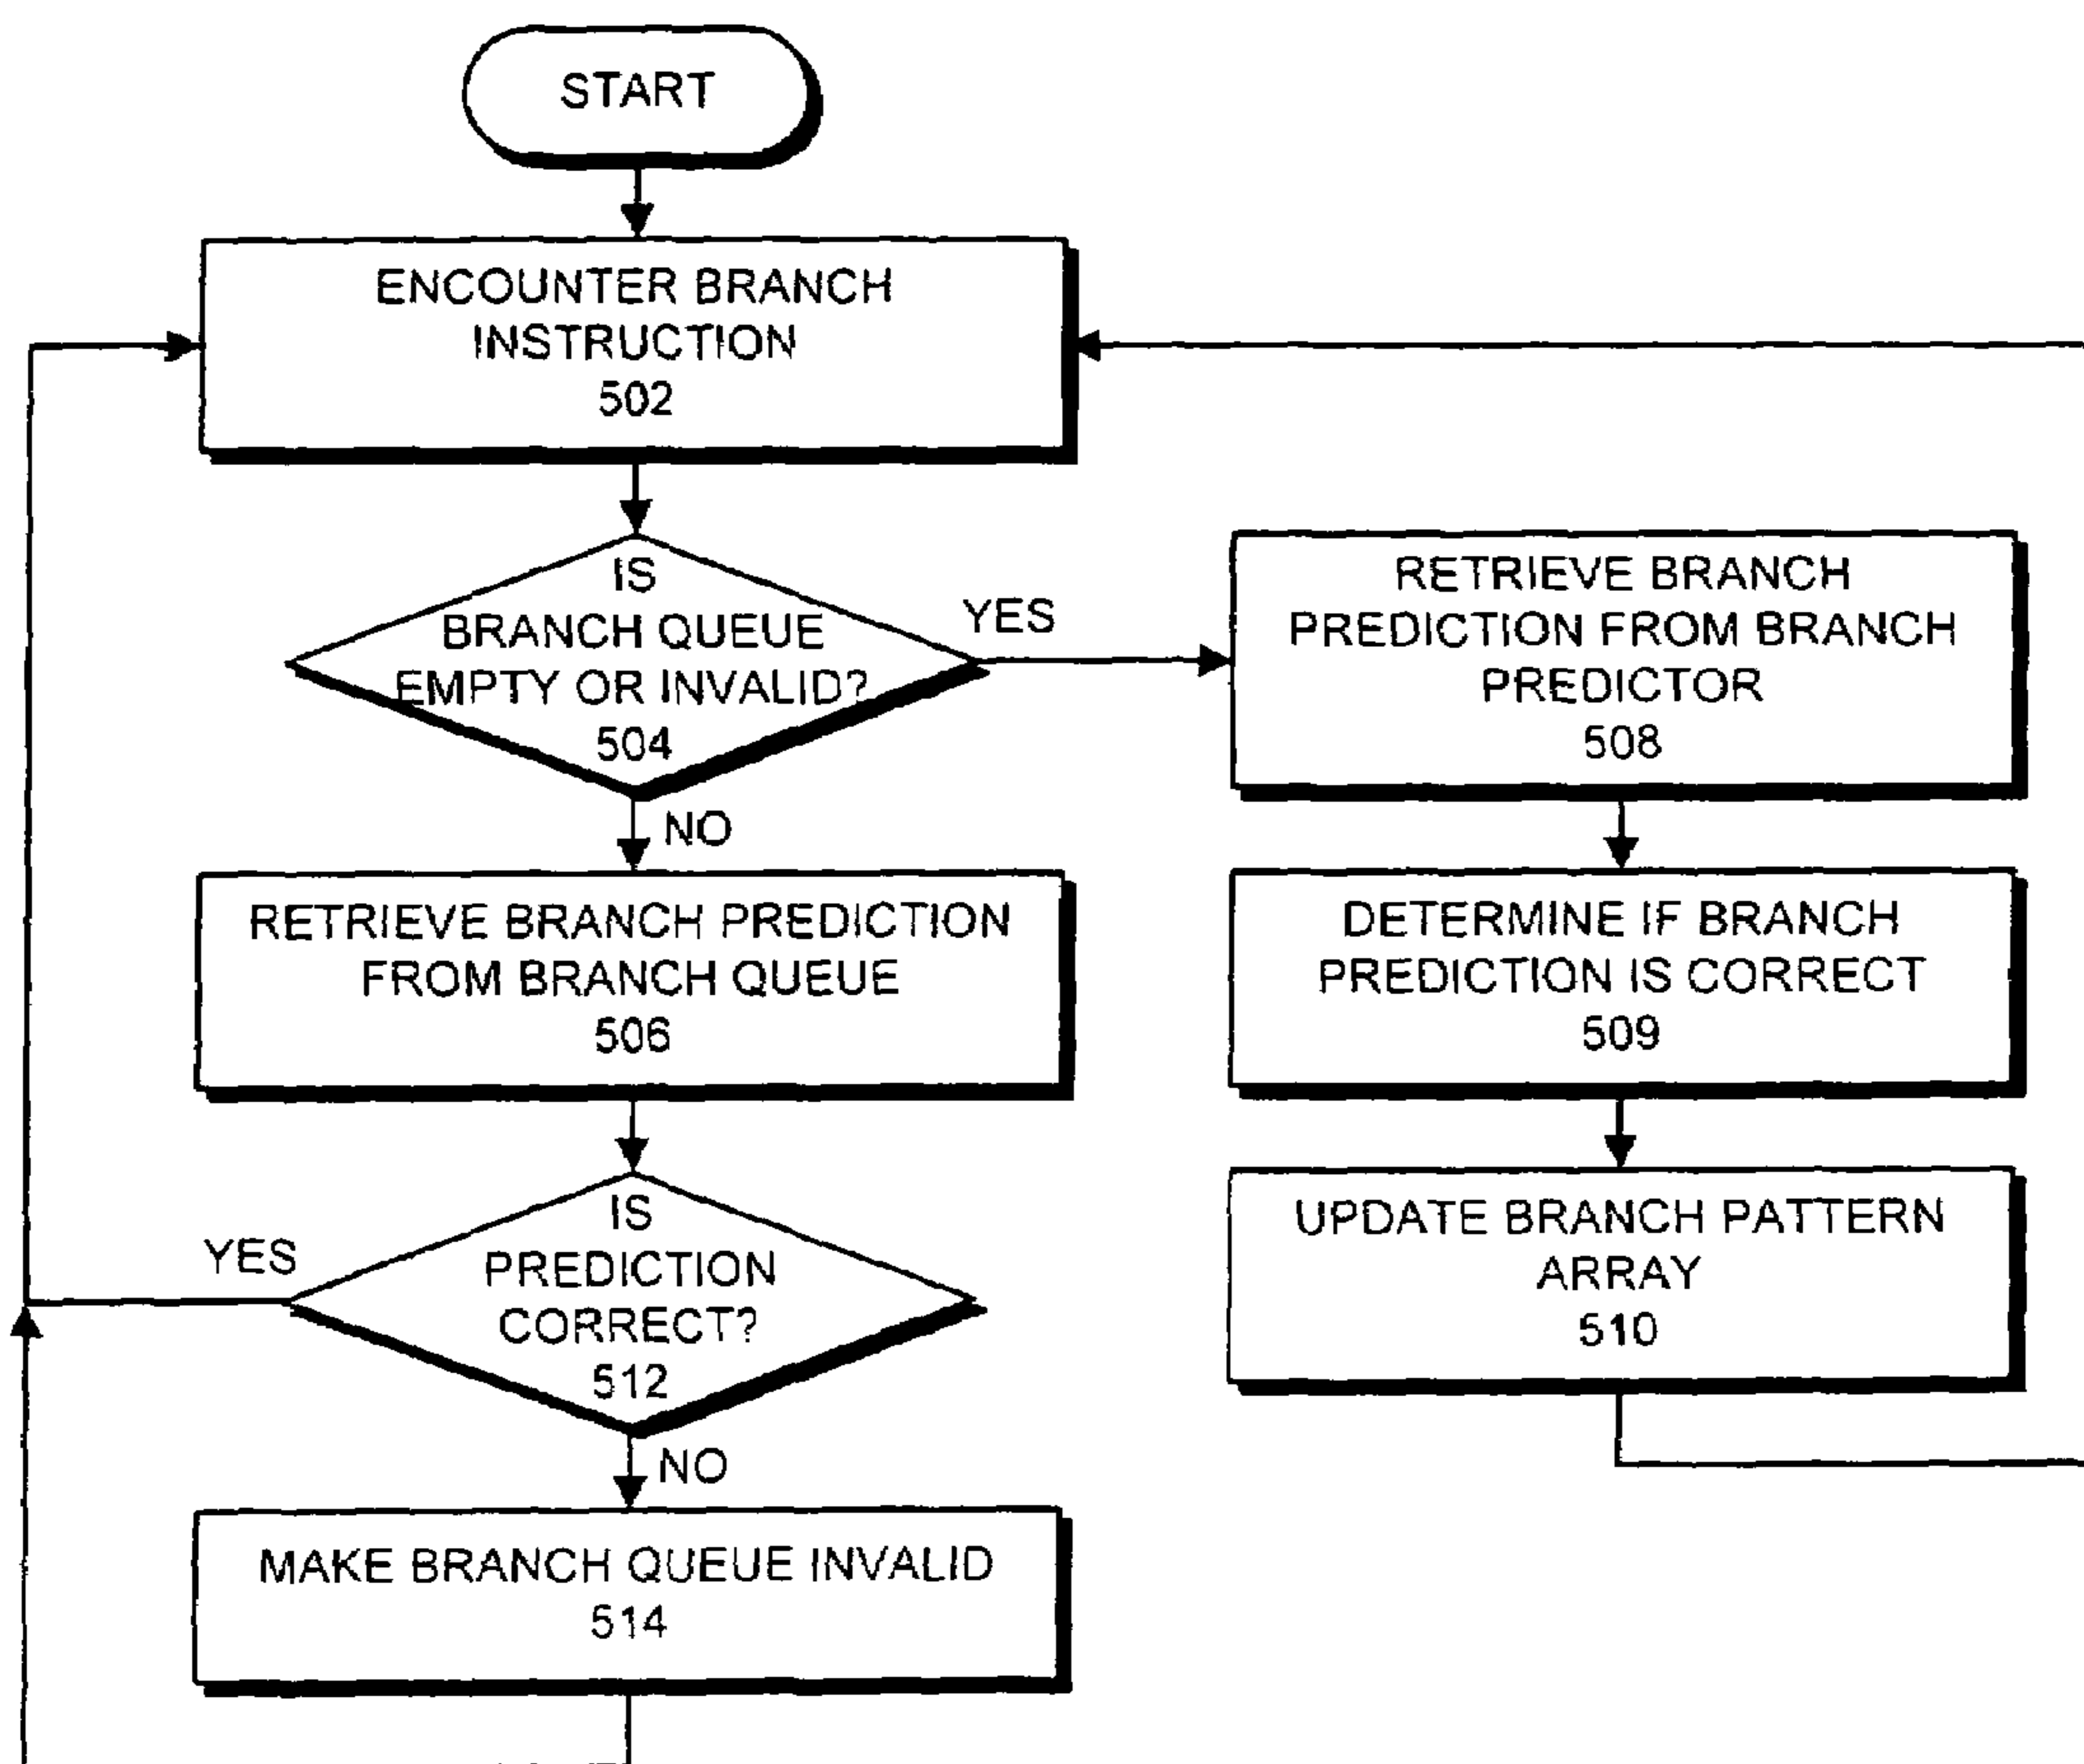 START
ENCOUNTER BRANCH
INSTRUCTION
502
IS
BRANCH QUEUE
EMPTY OR INVALID?
504
YES
NO
RETRIEVE BRANCH
PREDICTION FROM BRANCH
PREDICTOR
508
RETRIEVE BRANCH PREDICTION
FROM BRANCH QUEUE
506
DETERMINE IF BRANCH
PREDICTION IS CORRECT
509
IS
PREDICTION
CORRECT?
512
YES
NO
UPDATE BRANCH PATTERN
ARRAY
510
MAKE BRANCH QUEUE INVALID
514